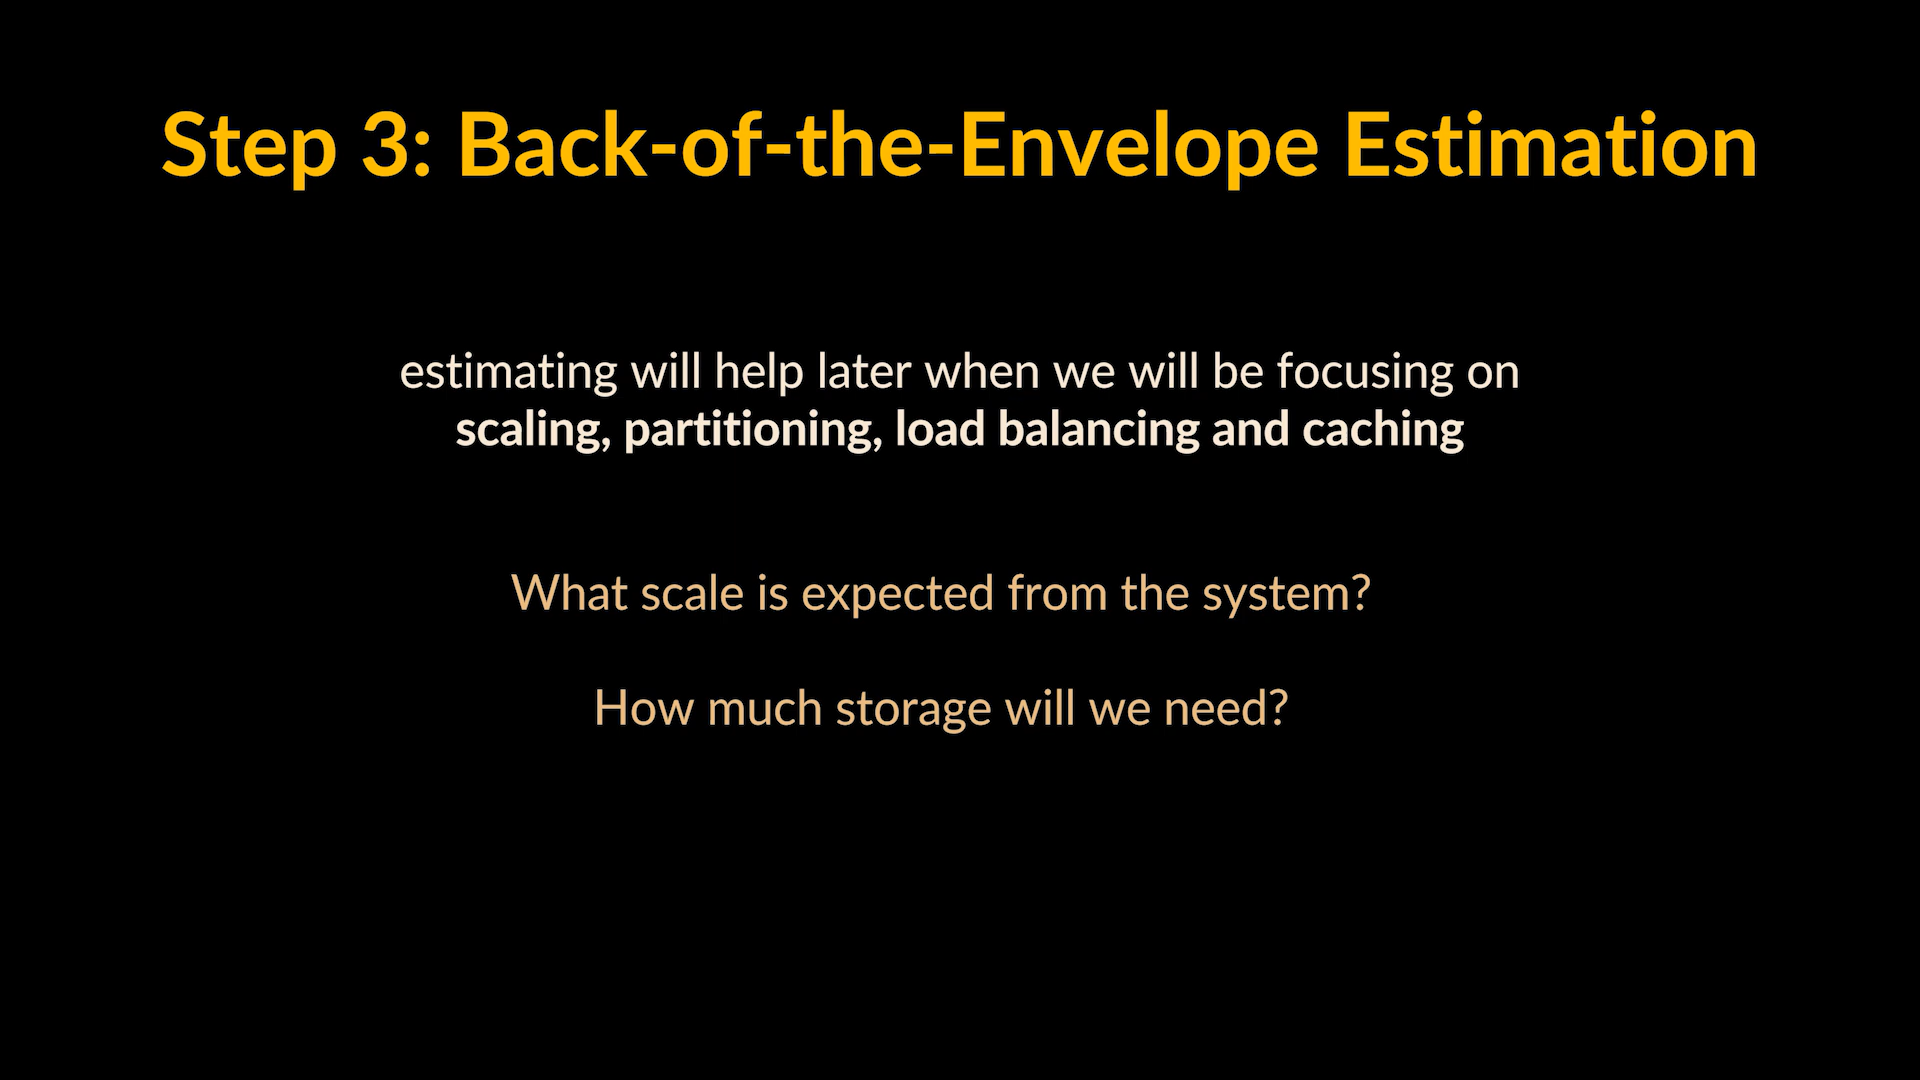 Step 3: Back-of-the-Envelope Estimation
estimating will help later when we will be focusing on
scaling, partitioning, load balancing and caching
What scale is expected from the system?
How much storage will we need?